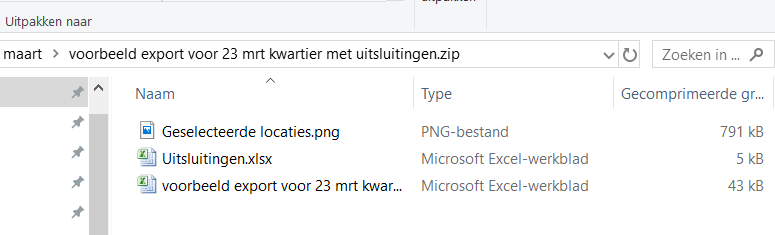 Uitpakken naar
maart > voorbeeld export voor 23 mrt kwartier met uitsluitingen.zip
Zoeken in ...
Naam Type Gecomprimeerde gr...
Geselecteerde locaties.png PNG-bestand 791 kB
Uitsluitingen.xlsx Microsoft Excel-werkblad 5 kB
voorbeeld export voor 23 mrt kwar... Microsoft Excel-werkblad 43 kB